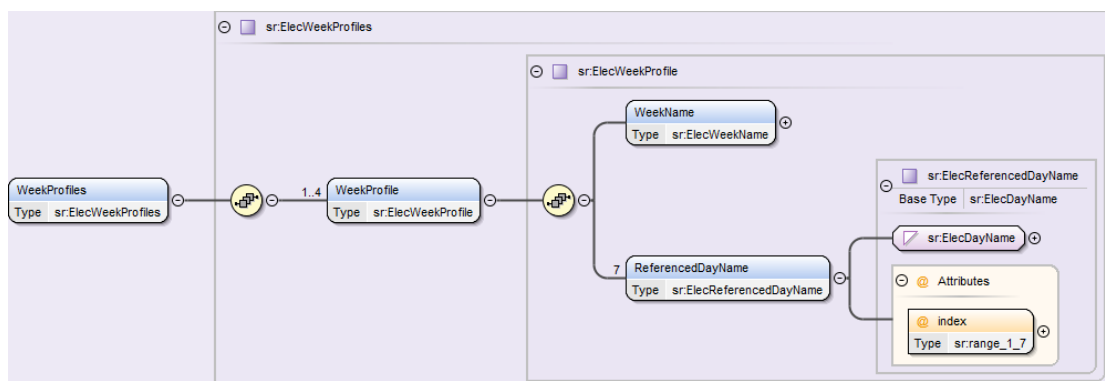 sr:ElecWeekProfiles
sr:ElecWeekProfile
WeekName
Type sr:ElecWeekName
sr:ElecReferencedDayName
Base Type sr:ElecDayName
WeekProfiles
Type sr:ElecWeekProfiles
1..4
WeekProfile
Type sr:ElecWeekProfile
sr:ElecDayName
7
ReferencedDayName
Type sr:ElecReferencedDayName
@ Attributes
@ index
Type sr:range_1_7